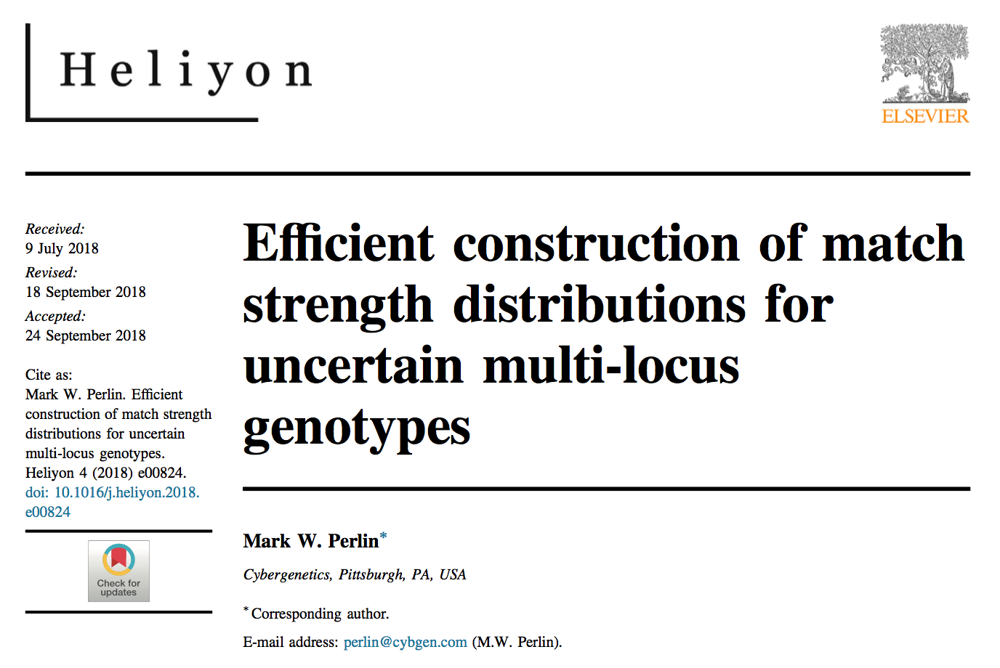 Heliyon
ELSEVIER
Received:
9 July 2018
Revised:
18 September 2018
Accepted:
24 September 2018
Cite as:
Mark W. Perlin. Efficient
construction of match strength
distributions for uncertain
multi-locus genotypes.
Heliyon 4 (2018) e00824.
doi: 10.1016/j.heliyon.2018.
e00824
Check for
updates
Efficient construction of match
strength distributions for
uncertain multi-locus
genotypes
Mark W. Perlin*
Cybergenetics, Pittsburgh, PA, USA
* Corresponding author.
E-mail address: perlin@cybgen.com (M.W. Perlin).